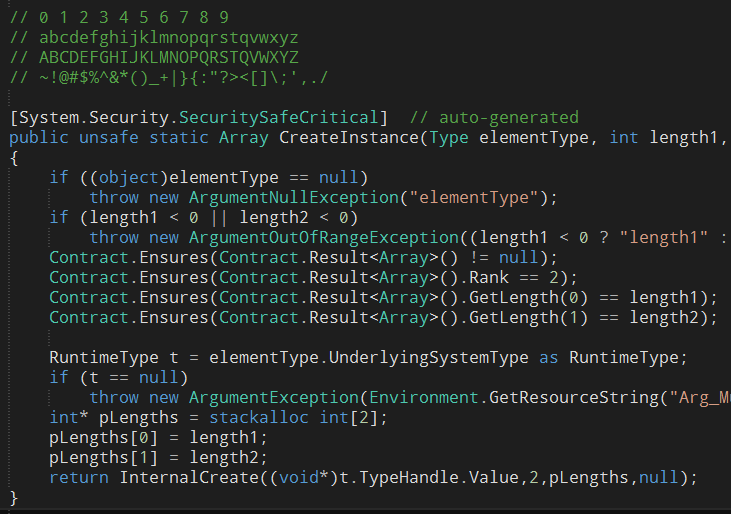 // 0 1 2 3 4 5 6 7 8 9
// abcdefghijklmnopqrstqvwxyz
// ABCDEFGHIJKLMNOPQRSTQVWXYZ
// ~!@#$%^&*()_+|}{:"?><[]\;',./
[System.Security.SecuritySafeCritical]  // auto-generated
public unsafe static Array CreateInstance(Type elementType, int length1,
{
    if ((object)elementType == null)
        throw new ArgumentNullException("elementType");
    if (length1 < 0 || length2 < 0)
        throw new ArgumentOutOfRangeException((length1 < 0 ? "length1" :
    Contract.Ensures(Contract.Result<Array>() != null);
    Contract.Ensures(Contract.Result<Array>().Rank == 2);
    Contract.Ensures(Contract.Result<Array>().GetLength(0) == length1);
    Contract.Ensures(Contract.Result<Array>().GetLength(1) == length2);
    RuntimeType t = elementType.UnderlyingSystemType as RuntimeType;
    if (t == null)
        throw new ArgumentException(Environment.GetResourceString("Arg_Mu
    int* pLengths = stackalloc int[2];
    pLengths[0] = length1;
    pLengths[1] = length2;
    return InternalCreate((void*)t.TypeHandle.Value,2,pLengths,null);
}